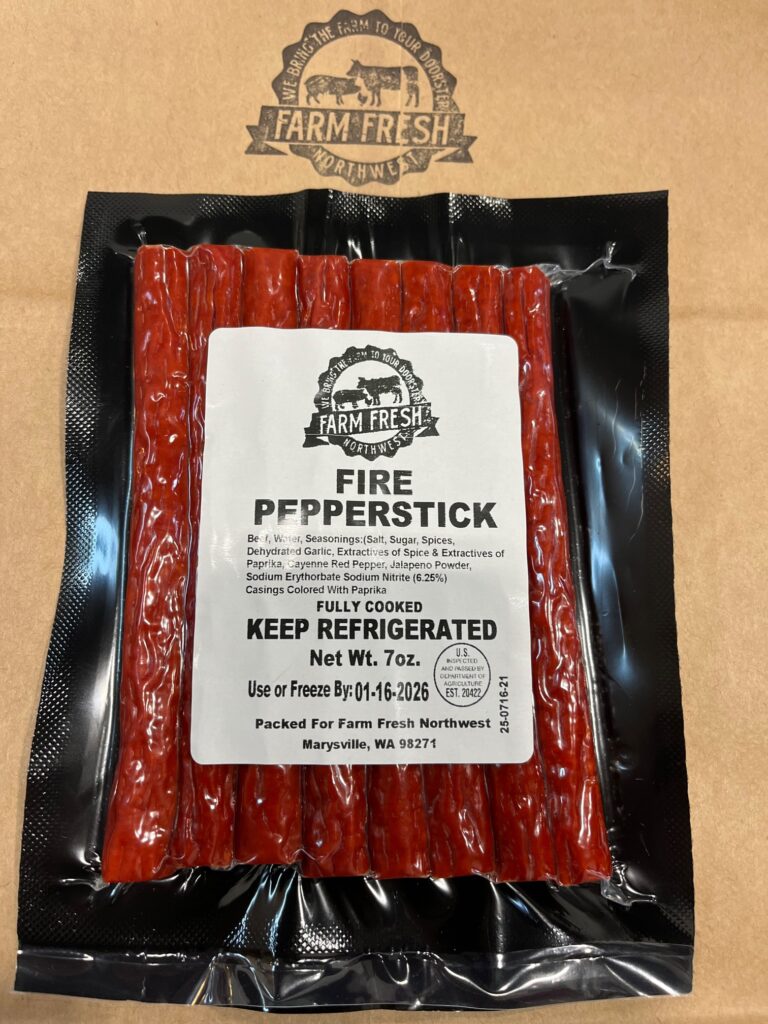 WE BRING THE FARM TO YOUR DOORSTEP
FARM FRESH
NORTHWEST
WE BRING THE FARM TO YOUR DOORSTEP
FARM FRESH
NORTHWEST
FIRE
PEPPERSTICK
Beef, Water, Seasonings:(Salt, Sugar, Spices,
Dehydrated Garlic, Extractives of Spice & Extractives of
Paprika, Cayenne Red Pepper, Jalapeno Powder,
Sodium Erythorbate Sodium Nitrite (6.25%)
Casings Colored With Paprika
FULLY COOKED
KEEP REFRIGERATED
Net Wt. 7oz.
U.S.
INSPECTED
AND PASSED BY
DEPARTMENT OF
AGRICULTURE
EST. 20422
Use or Freeze By: 01-16-2026
25-0716-21
Packed For Farm Fresh Northwest
Marysville, WA 98271